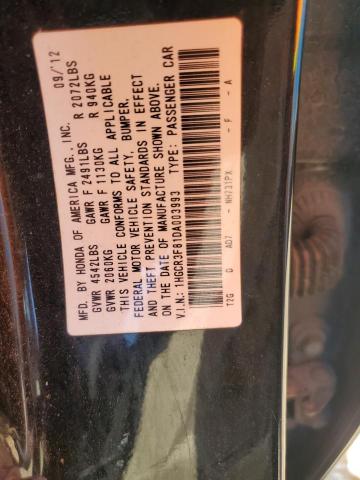 MFD. BY HONDA OF AMERICA MFG., INC. 09/'12
GVWR 4542LBS GAWR F 2491LBS R 2072LBS
GVWR 2060KG GAWR F 1130KG R 940KG
THIS VEHICLE CONFORMS TO ALL APPLICABLE
FEDERAL MOTOR VEHICLE SAFETY, BUMPER,
AND THEFT PREVENTION STANDARDS IN EFFECT
ON THE DATE OF MANUFACTURE SHOWN ABOVE.
V.I.N.: 1HGCR3F81DA003993 TYPE: PASSENGER CAR
T2G D AD7 - NH731PX - F - A